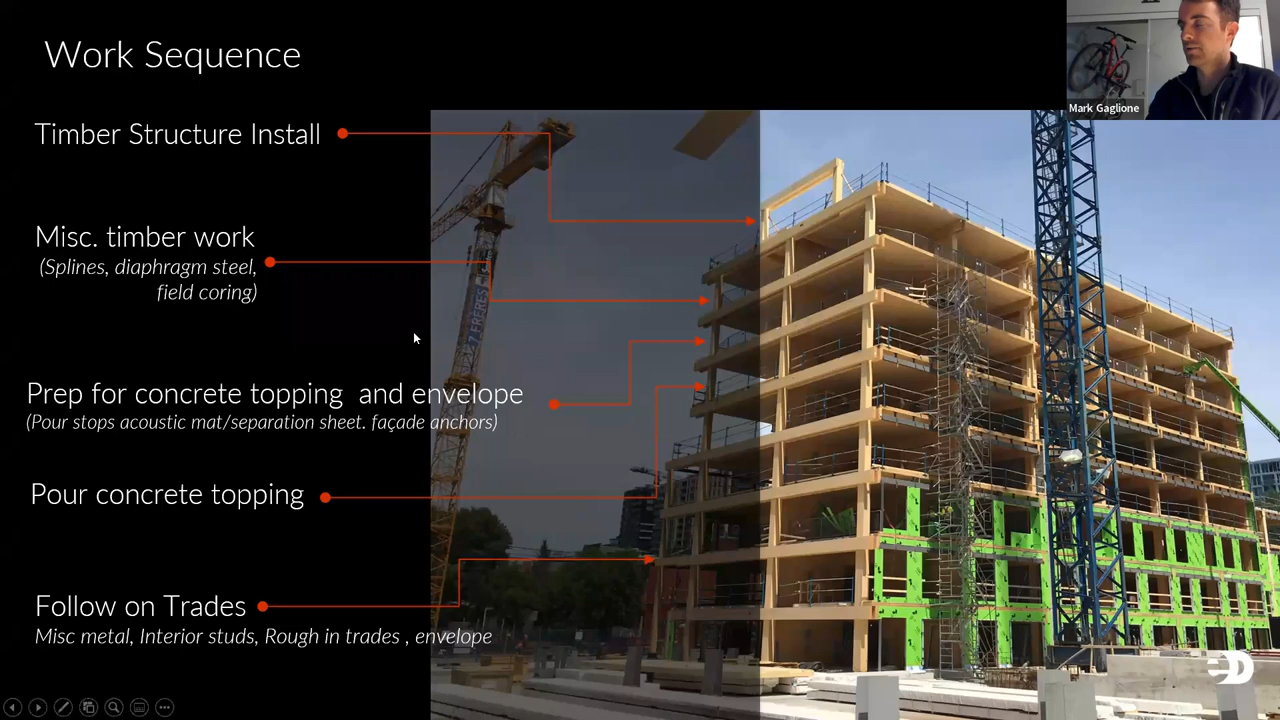 Work Sequence
Mark Gaglione
Timber Structure Install
Misc. timber work
(Splines, diaphragm steel,
field coring)
Prep for concrete topping and envelope
(Pour stops acoustic mat/separation sheet. façade anchors)
Pour concrete topping
Follow on Trades
Misc metal, Interior studs, Rough in trades , envelope